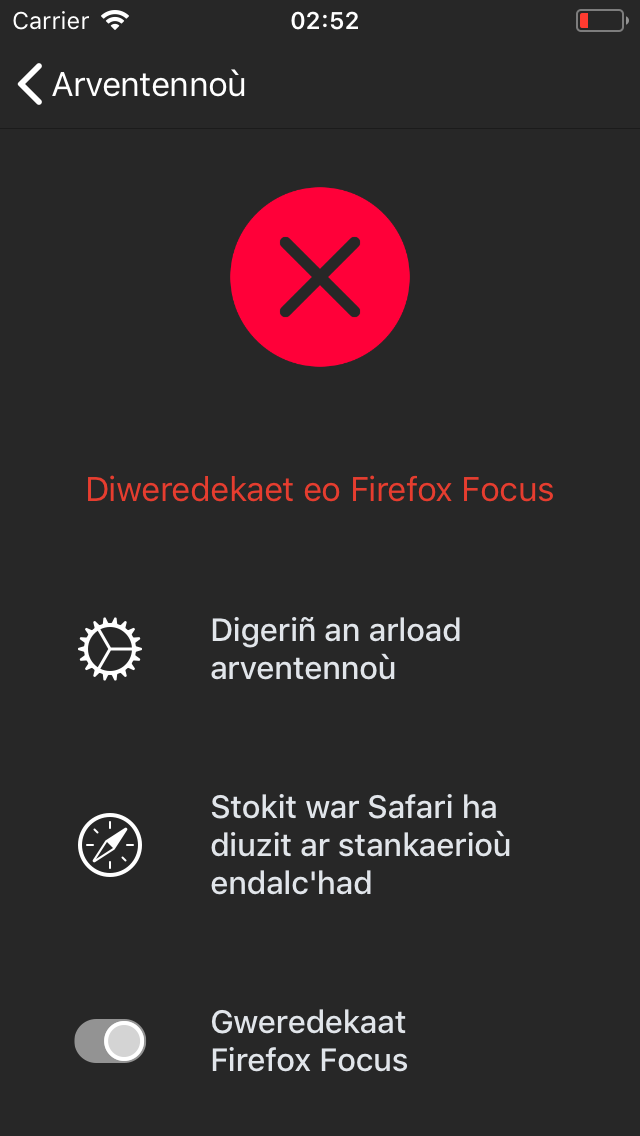 Carrier
02:52
Arventennoù
Diweredekaet eo Firefox Focus
Digeriñ an arload
arventennoù
Stokit war Safari ha
diuzit ar stankaerioù
endalc'had
Gweredekaat
Firefox Focus